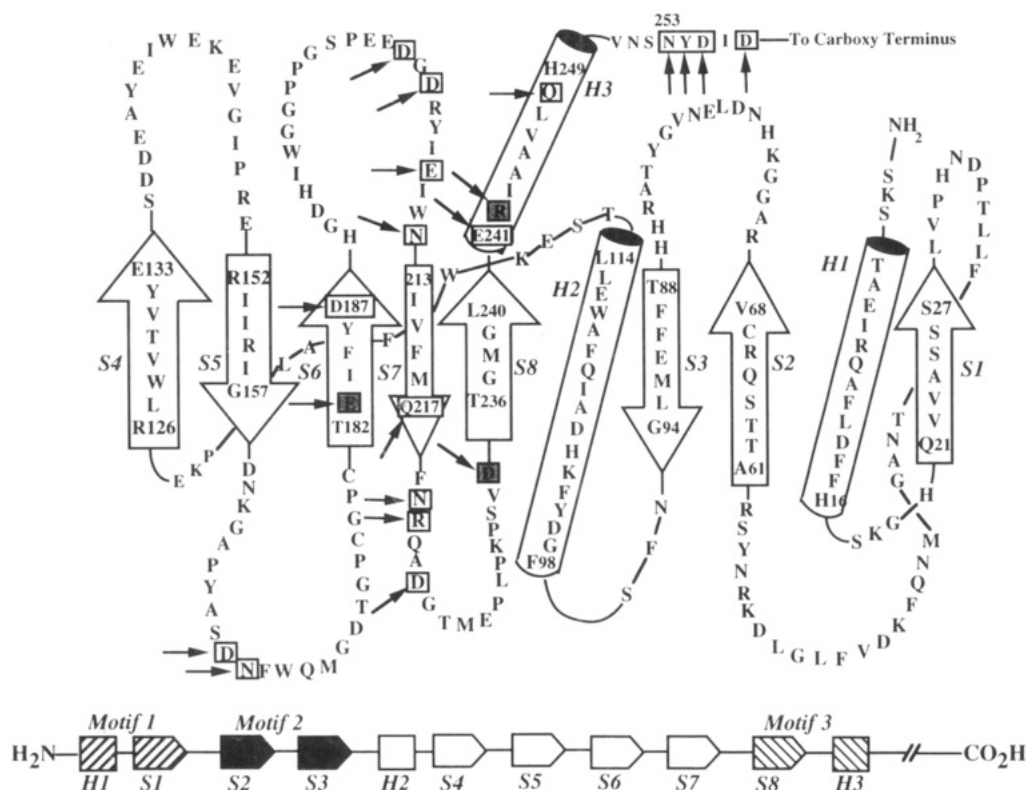 NH2
S K S
T A E I R Q A F L D F F H16
H1
S K G H
S27 S S A V V Q21
S1
L V P H N D P T L L F
T N A G M N Q F K D V F L G L D K R N Y S R
V68 C R Q S T T A61
S2
R A G G K H N D L E N V G Y T A R H H
T88 F F E M L G94
S3
N F S
L114 L E W A F Q I A D H K F Y D G F98
H2
T S E K W F A L P K E
E133 Y V T V W L R126
S4
S D D E A Y E I W E K E V G I P R E
R152 I I R I G157
S5
D N K G A P Y A S D N F W Q M G D T G P C G P C
D187 Y F I E T182
S6
H G D H I W G G P G S P E E D G D R Y I E I W N
213 I V F M Q217
S7
F N R Q A D G T M E P L P K P S V D
L240 G M G T236
S8
H249 Q L V A A I R E241
H3
V N S N Y D I D
253
To Carboxy Terminus
Motif 1 Motif 2 Motif 3
H2N CO2H
H1 S1 S2 S3 H2 S4 S5 S6 S7 S8 H3